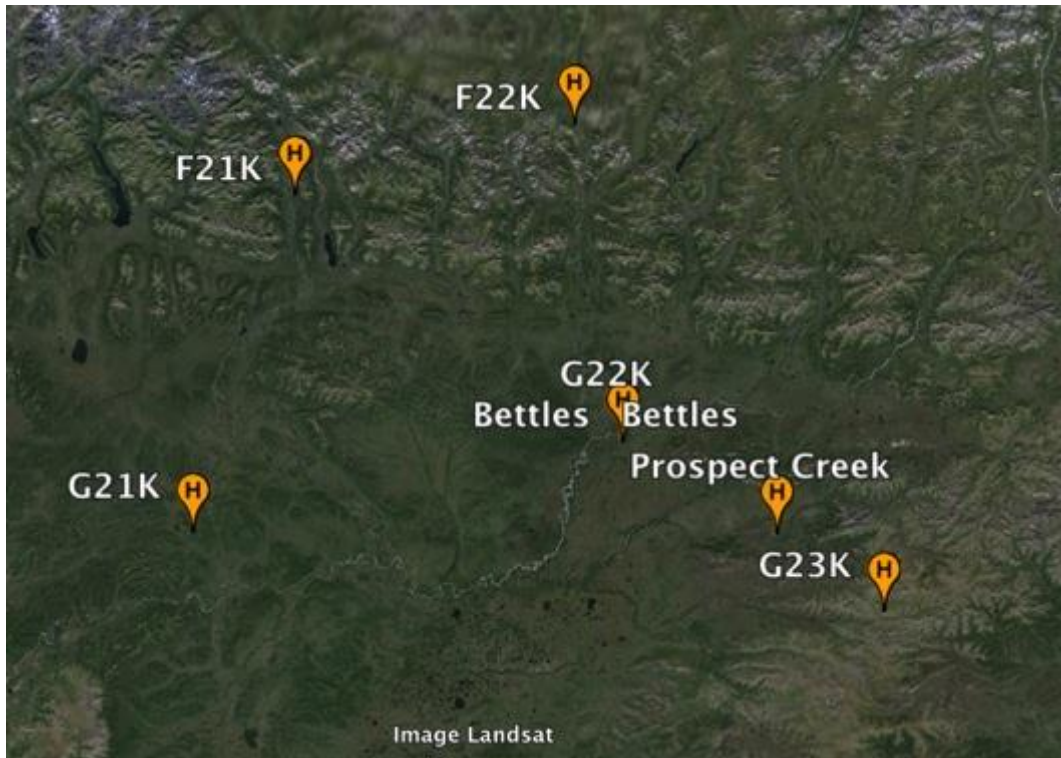 F22K
H
F21K
H
G22K
H
Bettles Bettles
Prospect Creek
G21K
H
H
G23K
H
Image Landsat